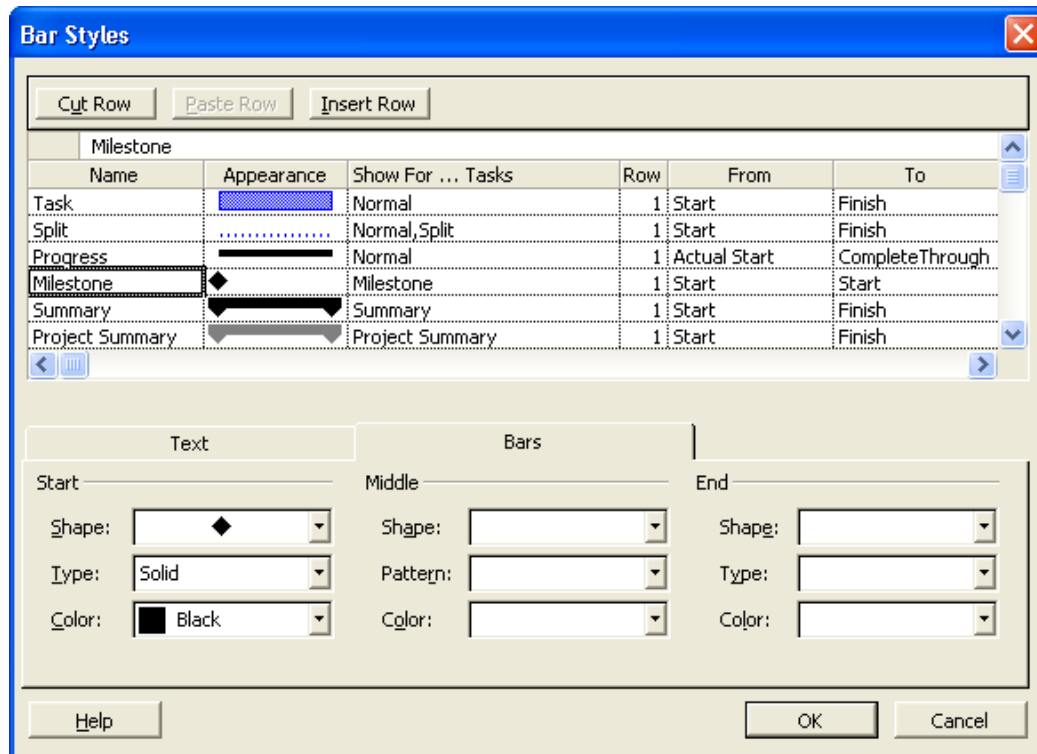 Bar Styles
Cut Row Paste Row Insert Row
Milestone
Name Appearance Show For ... Tasks Row From To
Task Normal 1 Start Finish
Split Normal,Split 1 Start Finish
Progress Normal 1 Actual Start CompleteThrough
Milestone Milestone 1 Start Start
Summary Summary 1 Start Finish
Project Summary Project Summary 1 Start Finish
Text Bars
Start Middle End
Shape: Shape: Shape:
Type: Solid Pattern: Type:
Color: Black Color: Color:
Help OK Cancel